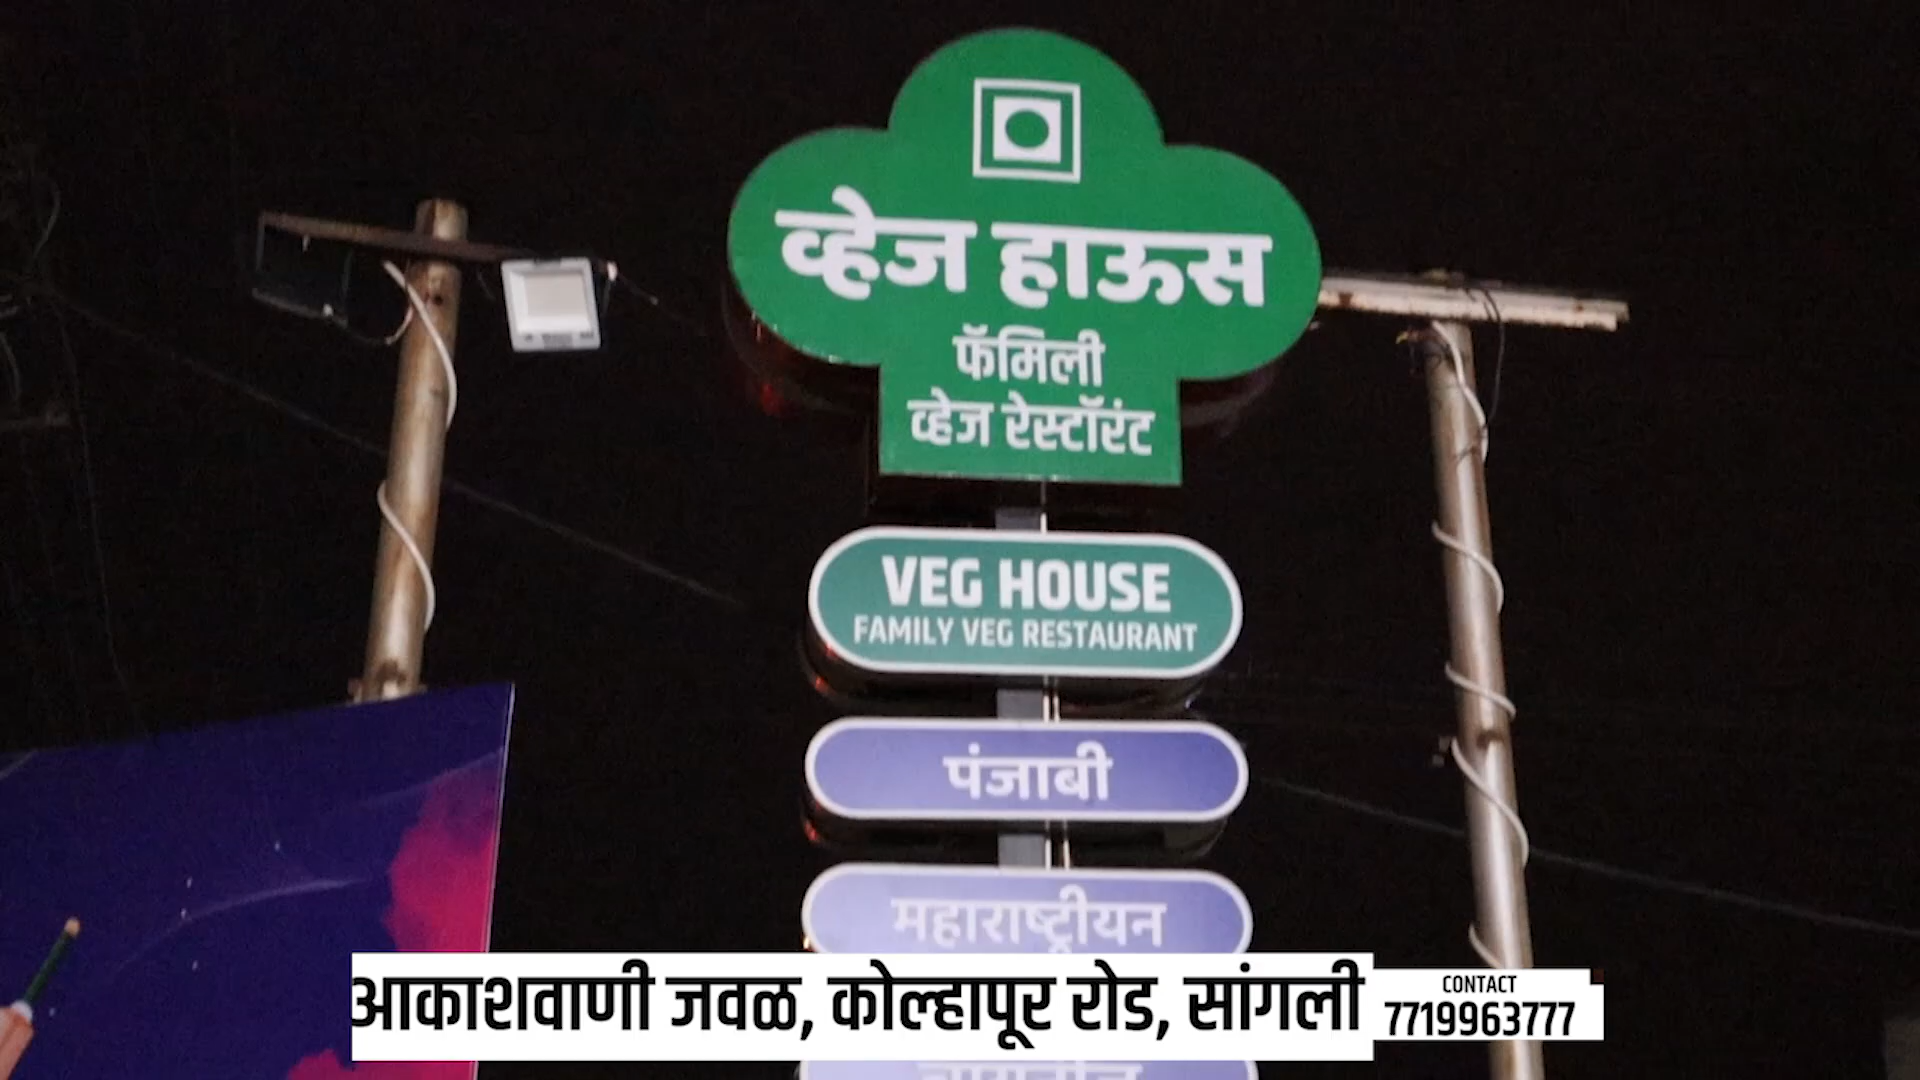 व्हेज हाऊस
फॅमिली
व्हेज रेस्टॉरंट
VEG HOUSE
FAMILY VEG RESTAURANT
पंजाबी
महाराष्ट्रीयन
आकाशवाणी जवळ, कोल्हापूर रोड, सांगली
CONTACT
7719963777